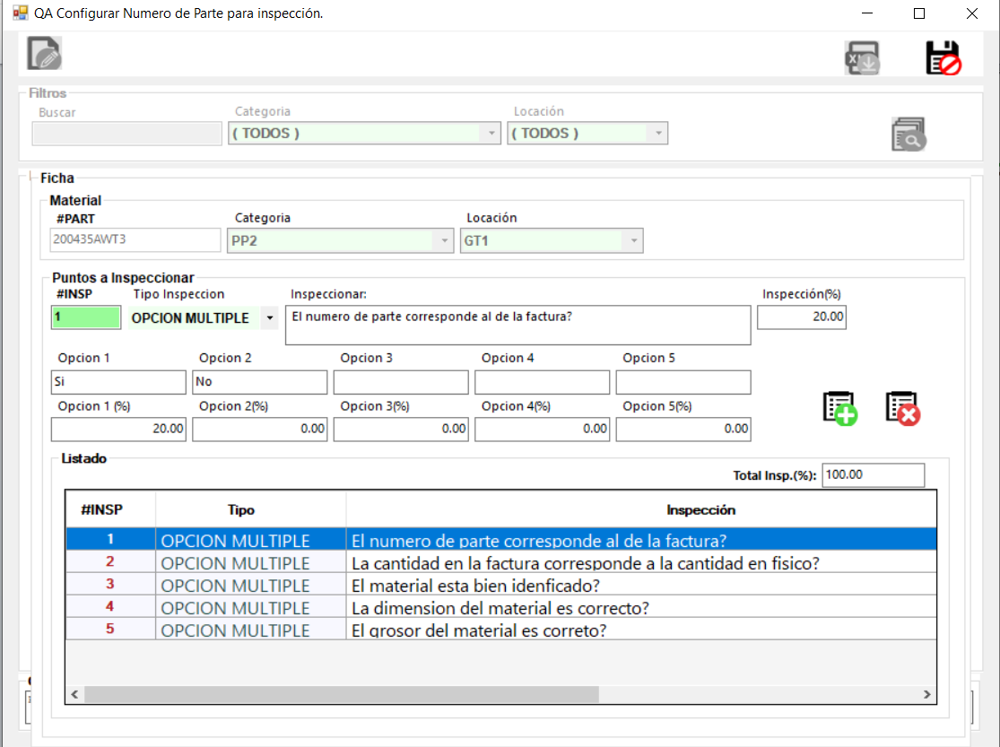 QA Configurar Numero de Parte para inspección.
Filtros
Buscar
Categoria
Locación
( TODOS )
( TODOS )
Ficha
Material
#PART
Categoria
Locación
200435AWT3
PP2
GT1
Puntos a Inspeccionar
#INSP
Tipo Inspeccion
Inspeccionar:
Inspección(%)
1
OPCION MULTIPLE
El numero de parte corresponde al de la factura?
20.00
Opcion 1
Opcion 2
Opcion 3
Opcion 4
Opcion 5
Si
No
Opcion 1 (%)
Opcion 2(%)
Opcion 3(%)
Opcion 4(%)
Opcion 5(%)
20.00
0.00
0.00
0.00
0.00
Listado
Total Insp.(%):
100.00
#INSP Tipo Inspección
1 OPCION MULTIPLE El numero de parte corresponde al de la factura?
2 OPCION MULTIPLE La cantidad en la factura corresponde a la cantidad en fisico?
3 OPCION MULTIPLE El material esta bien idenficado?
4 OPCION MULTIPLE La dimension del material es correcto?
5 OPCION MULTIPLE El grosor del material es correto?